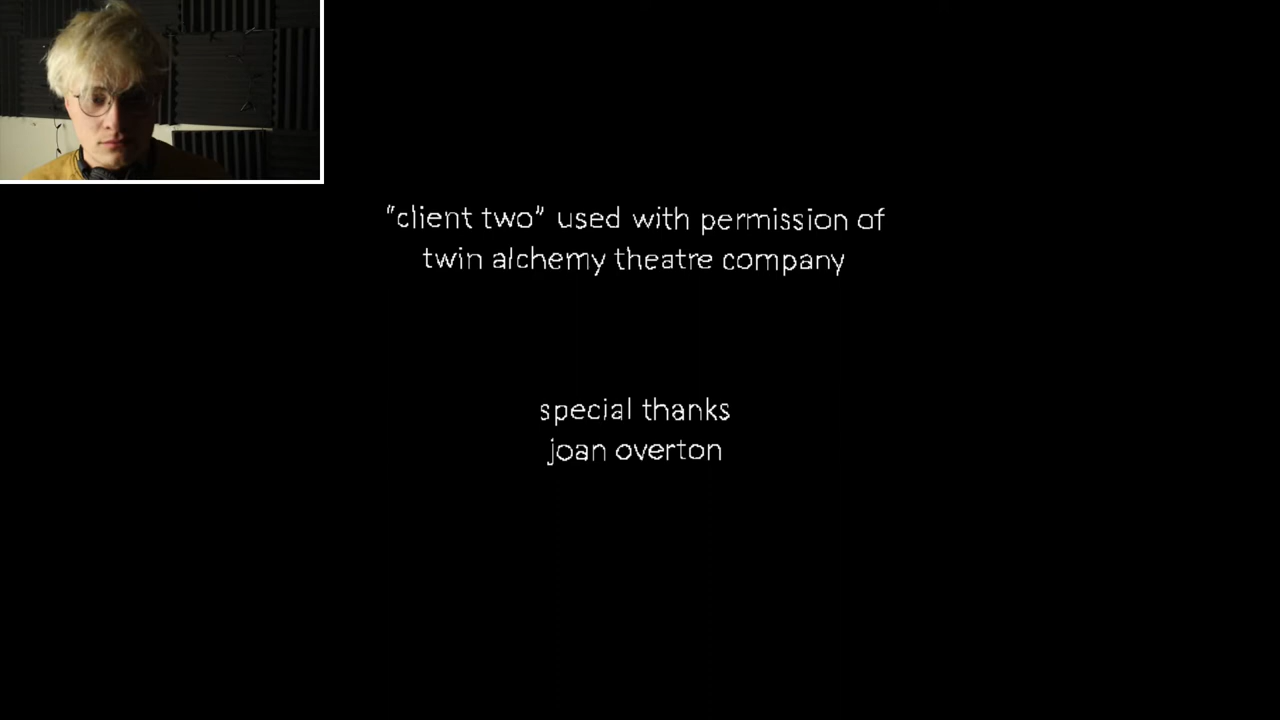 "client two" used with permission of
twin alchemy theatre company
special thanks
joan overton